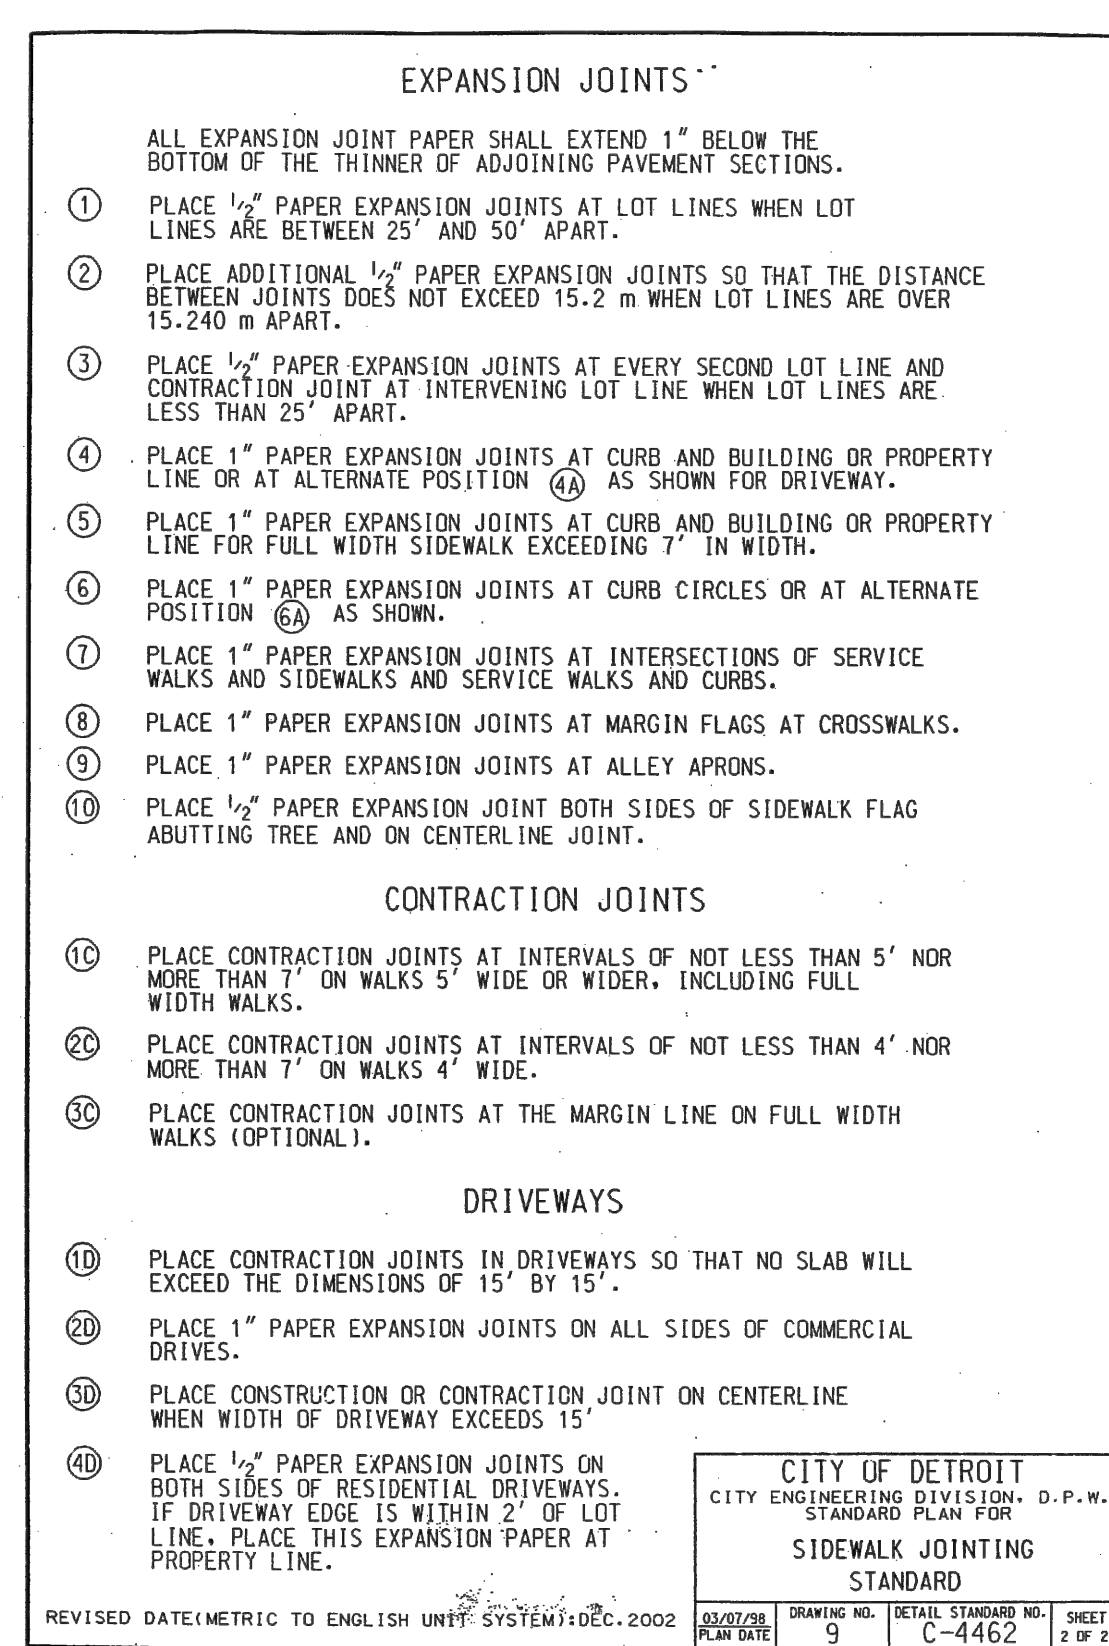 EXPANSION JOINTS
ALL EXPANSION JOINT PAPER SHALL EXTEND 1" BELOW THE
BOTTOM OF THE THINNER OF ADJOINING PAVEMENT SECTIONS.
1 PLACE 1/2" PAPER EXPANSION JOINTS AT LOT LINES WHEN LOT
LINES ARE BETWEEN 25' AND 50' APART.
2 PLACE ADDITIONAL 1/2" PAPER EXPANSION JOINTS SO THAT THE DISTANCE
BETWEEN JOINTS DOES NOT EXCEED 15.2 m WHEN LOT LINES ARE OVER
15.240 m APART.
3 PLACE 1/2" PAPER EXPANSION JOINTS AT EVERY SECOND LOT LINE AND
CONTRACTION JOINT AT INTERVENING LOT LINE WHEN LOT LINES ARE
LESS THAN 25' APART.
4 PLACE 1" PAPER EXPANSION JOINTS AT CURB AND BUILDING OR PROPERTY
LINE OR AT ALTERNATE POSITION 4A AS SHOWN FOR DRIVEWAY.
5 PLACE 1" PAPER EXPANSION JOINTS AT CURB AND BUILDING OR PROPERTY
LINE FOR FULL WIDTH SIDEWALK EXCEEDING 7' IN WIDTH.
6 PLACE 1" PAPER EXPANSION JOINTS AT CURB CIRCLES OR AT ALTERNATE
POSITION 6A AS SHOWN.
7 PLACE 1" PAPER EXPANSION JOINTS AT INTERSECTIONS OF SERVICE
WALKS AND SIDEWALKS AND SERVICE WALKS AND CURBS.
8 PLACE 1" PAPER EXPANSION JOINTS AT MARGIN FLAGS AT CROSSWALKS.
9 PLACE 1" PAPER EXPANSION JOINTS AT ALLEY APRONS.
10 PLACE 1/2" PAPER EXPANSION JOINT BOTH SIDES OF SIDEWALK FLAG
ABUTTING TREE AND ON CENTERLINE JOINT.
CONTRACTION JOINTS
1C PLACE CONTRACTION JOINTS AT INTERVALS OF NOT LESS THAN 5' NOR
MORE THAN 7' ON WALKS 5' WIDE OR WIDER, INCLUDING FULL
WIDTH WALKS.
2C PLACE CONTRACTION JOINTS AT INTERVALS OF NOT LESS THAN 4' NOR
MORE THAN 7' ON WALKS 4' WIDE.
3C PLACE CONTRACTION JOINTS AT THE MARGIN LINE ON FULL WIDTH
WALKS (OPTIONAL).
DRIVEWAYS
1D PLACE CONTRACTION JOINTS IN DRIVEWAYS SO THAT NO SLAB WILL
EXCEED THE DIMENSIONS OF 15' BY 15'.
2D PLACE 1" PAPER EXPANSION JOINTS ON ALL SIDES OF COMMERCIAL
DRIVES.
3D PLACE CONSTRUCTION OR CONTRACTION JOINT ON CENTERLINE
WHEN WIDTH OF DRIVEWAY EXCEEDS 15'
4D PLACE 1/2" PAPER EXPANSION JOINTS ON
BOTH SIDES OF RESIDENTIAL DRIVEWAYS.
IF DRIVEWAY EDGE IS WITHIN 2' OF LOT
LINE, PLACE THIS EXPANSION PAPER AT
PROPERTY LINE.
REVISED DATE(METRIC TO ENGLISH UNIT SYSTEM):DEC.2002
CITY OF DETROIT
CITY ENGINEERING DIVISION, D.P.W.
STANDARD PLAN FOR
SIDEWALK JOINTING
STANDARD
03/07/98
PLAN DATE
DRAWING NO.
9
DETAIL STANDARD NO.
C-4462
SHEET
2 OF 2